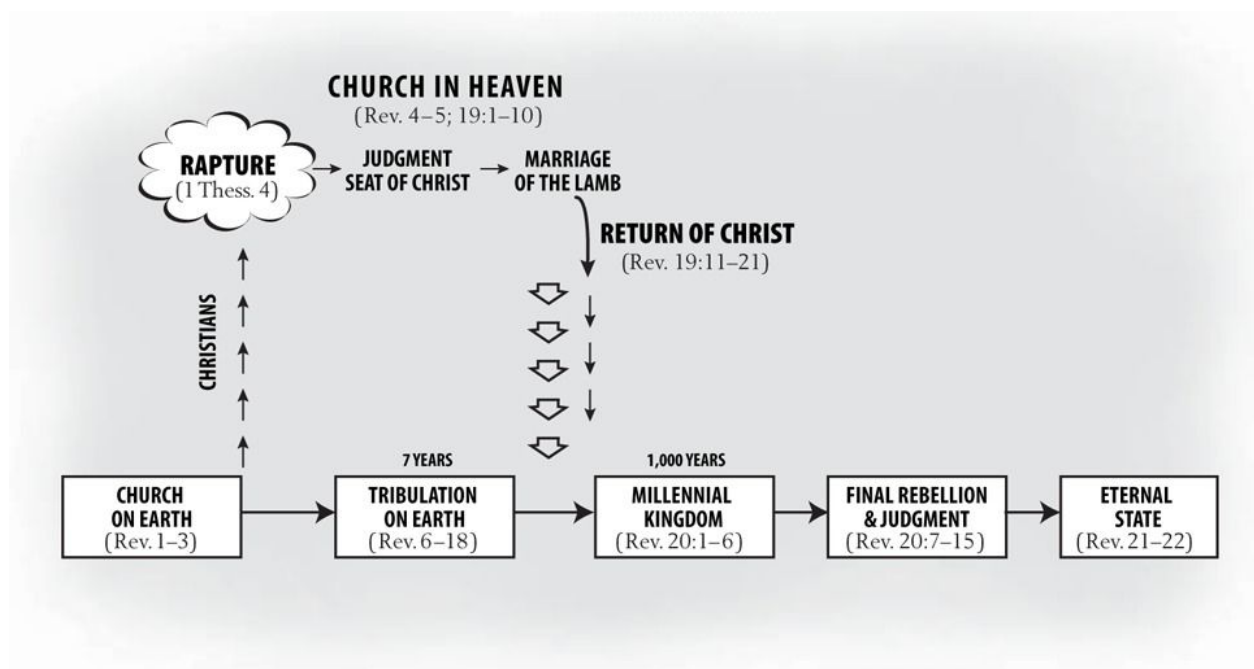 CHURCH IN HEAVEN
(Rev. 4–5; 19:1–10)
RAPTURE
(1 Thess. 4)
JUDGMENT
SEAT OF CHRIST
MARRIAGE
OF THE LAMB
RETURN OF CHRIST
(Rev. 19:11–21)
CHRISTIANS
CHURCH
ON EARTH
(Rev. 1–3)
7 YEARS
TRIBULATION
ON EARTH
(Rev. 6–18)
1,000 YEARS
MILLENNIAL
KINGDOM
(Rev. 20:1–6)
FINAL REBELLION
& JUDGMENT
(Rev. 20:7–15)
ETERNAL
STATE
(Rev. 21–22)